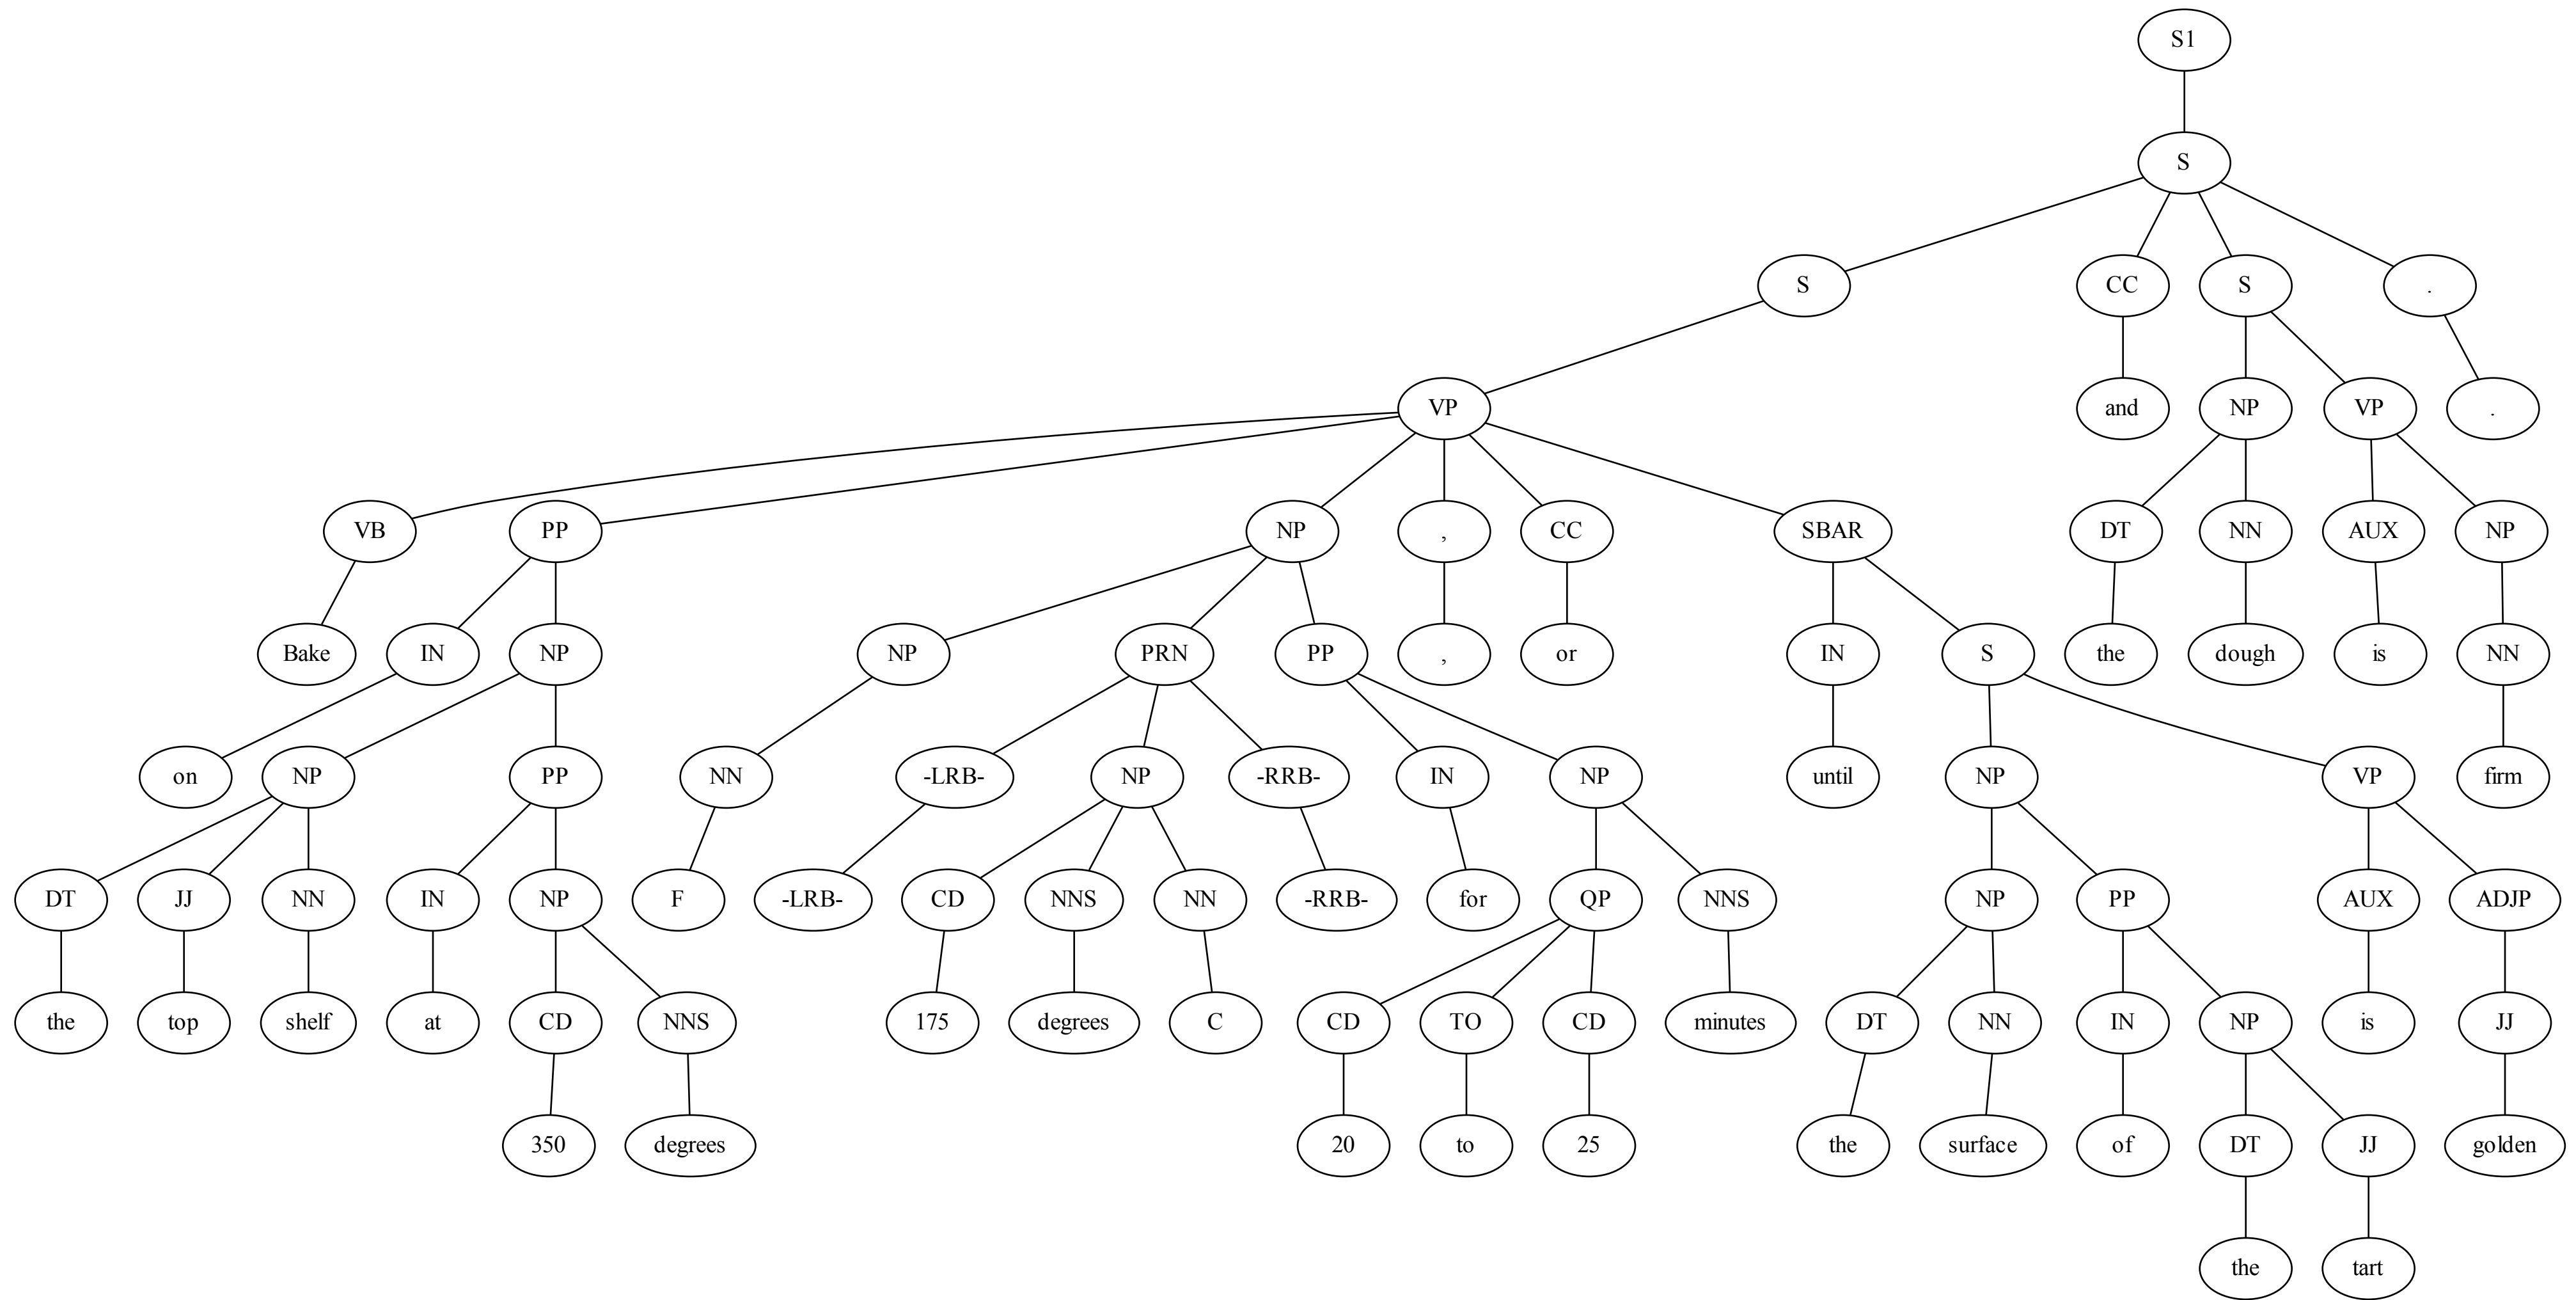 S1
S
S CC S .
VP and NP VP .
VB PP NP , CC SBAR DT NN AUX NP
Bake IN NP NP PRN PP , or IN S the dough is NN
on NP PP NN -LRB- NP -RRB- IN NP until NP VP firm
DT JJ NN IN NP F -LRB- CD NNS NN -RRB- for QP NNS NP PP AUX ADJP
the top shelf at CD NNS 175 degrees C CD TO CD minutes DT NN IN NP is JJ
350 degrees 20 to 25 the surface of DT JJ golden
the tart